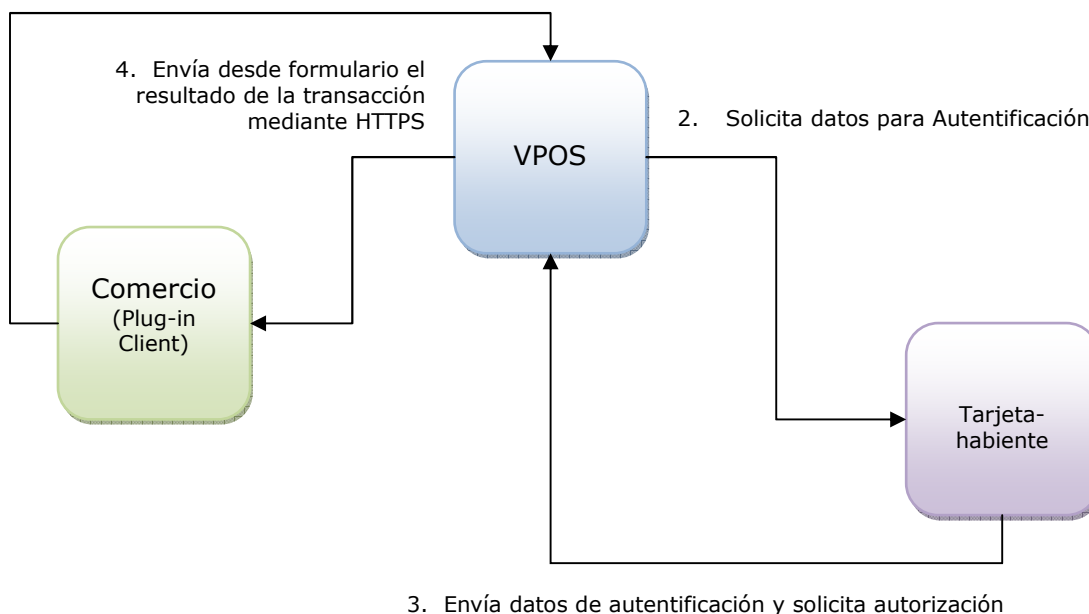 4. Envía desde formulario el
resultado de la transacción
mediante HTTPS
2. Solicita datos para Autentificación
VPOS
Comercio
(Plug-in
Client)
Tarjeta-
habiente
3. Envía datos de autentificación y solicita autorización